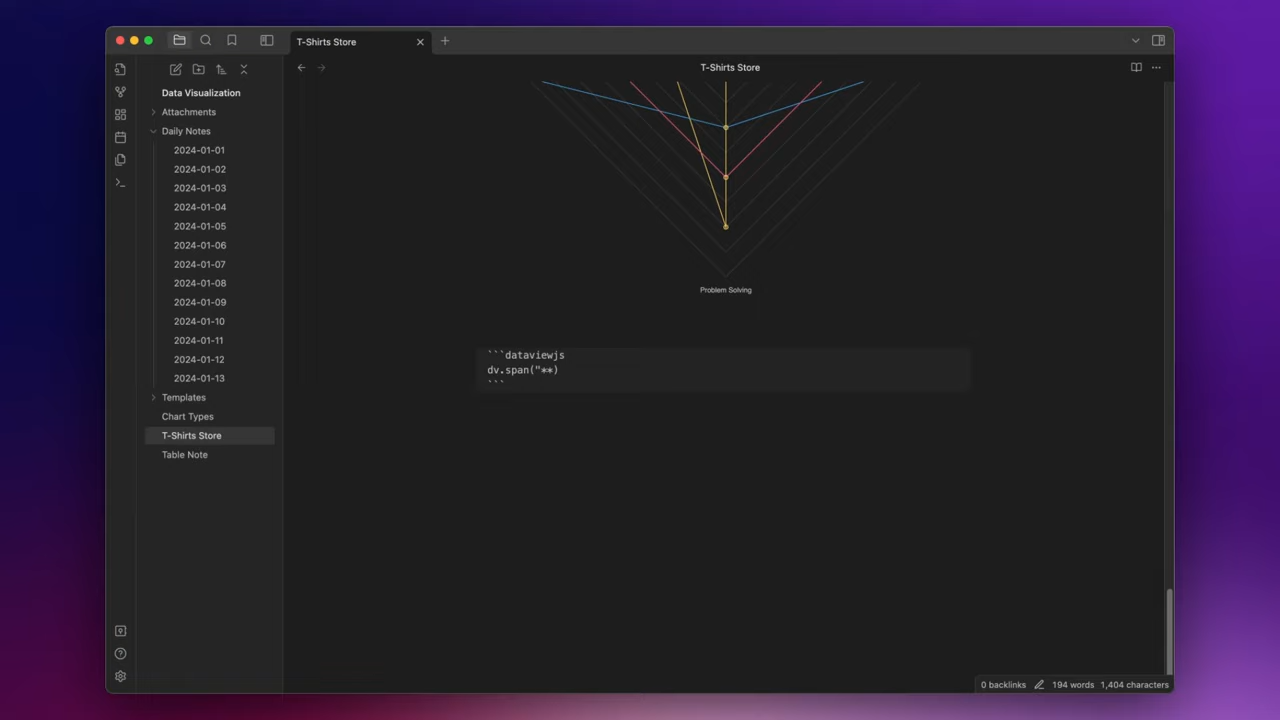 T-Shirts Store
T-Shirts Store
Data Visualization
Attachments
Daily Notes
2024-01-01
2024-01-02
2024-01-03
2024-01-04
2024-01-05
2024-01-06
2024-01-07
2024-01-08
2024-01-09
2024-01-10
2024-01-11
2024-01-12
2024-01-13
Templates
Chart Types
T-Shirts Store
Table Note
Problem Solving
```dataviewjs
dv.span("**)
```
0 backlinks 194 words 1,404 characters